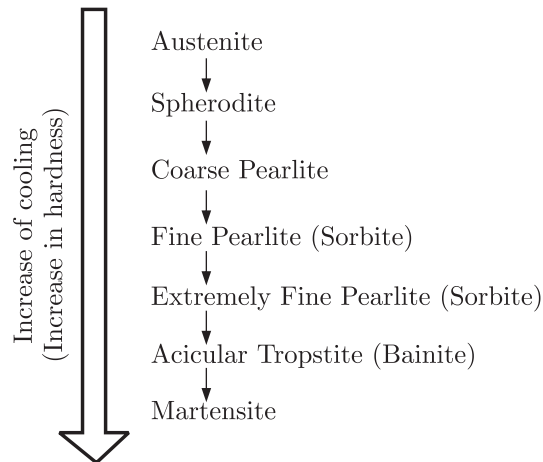 Increase of cooling
(Increase in hardness)
Austenite
Spherodite
Coarse Pearlite
Fine Pearlite (Sorbite)
Extremely Fine Pearlite (Sorbite)
Acicular Tropstite (Bainite)
Martensite